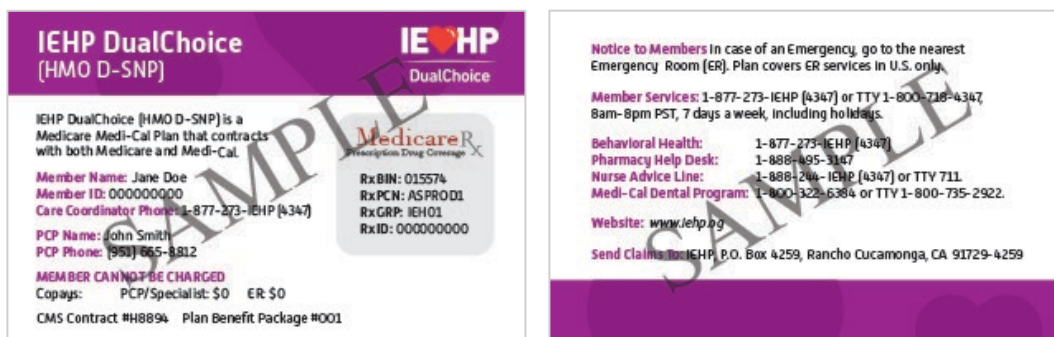 IEHP DualChoice
(HMO D-SNP)
IEHP
DualChoice
IEHP DualChoice (HMO D-SNP) is a
Medicare Medi-Cal Plan that contracts
with both Medicare and Medi-Cal.
Member Name: Jane Doe
Member ID: 000000000
Care Coordinator Phone: 1-877-273-IEHP (4347)
PCP Name: John Smith
PCP Phone: (951) 665-8812
MEMBER CANNOT BE CHARGED
Copays: PCP/Specialist: $0 ER: $0
CMS Contract #H8894 Plan Benefit Package #001
MedicareRx
Prescription Drug Coverage
RxBIN: 015574
RxPCN: ASPROD1
RxGRP: IEH01
RxID: 000000000
SAMPLE
Notice to Members In case of an Emergency, go to the nearest
Emergency Room (ER). Plan covers ER services in U.S. only.
Member Services: 1-877-273-IEHP (4347) or TTY 1-800-718-4347,
8am-8pm PST, 7 days a week, including holidays.
Behavioral Health: 1-877-273-IEHP (4347)
Pharmacy Help Desk: 1-888-495-3147
Nurse Advice Line: 1-888-244-IEHP (4347) or TTY 711.
Medi-Cal Dental Program: 1-800-322-6384 or TTY 1-800-735-2922.
Website: www.iehp.og
Send Claims To: IEHP, P.O. Box 4259, Rancho Cucamonga, CA 91729-4259
SAMPLE